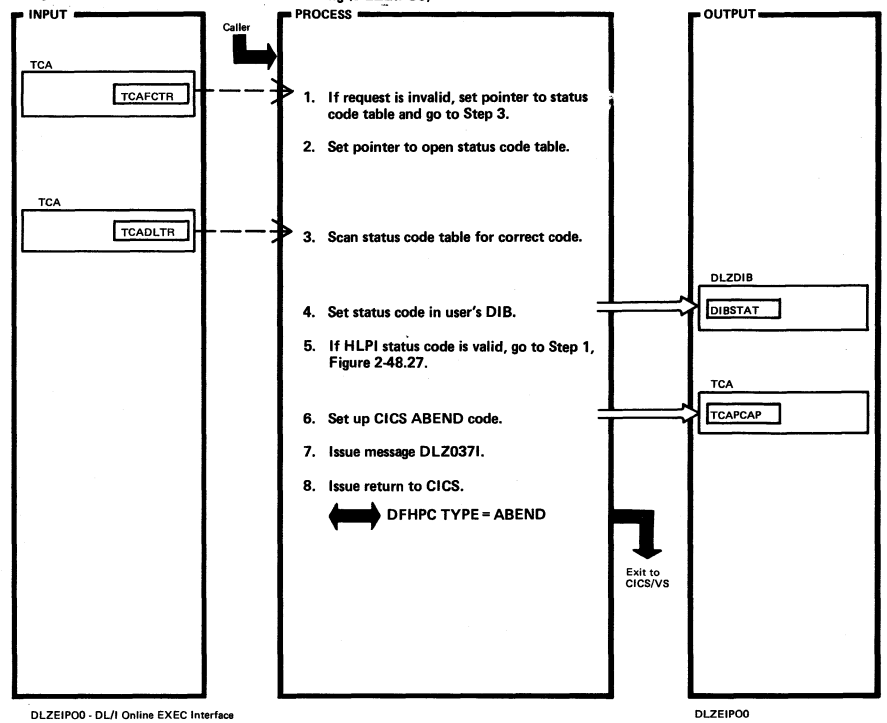 INPUT
PROCESS
OUTPUT
Caller
TCA
TCAFCTR
1. If request is invalid, set pointer to status
code table and go to Step 3.
2. Set pointer to open status code table.
TCA
TCADLTR
3. Scan status code table for correct code.
DLZDIB
4. Set status code in user's DIB.
DIBSTAT
5. If HLPI status code is valid, go to Step 1,
Figure 2-48.27.
TCA
6. Set up CICS ABEND code.
TCAPCAP
7. Issue message DLZ037I.
8. Issue return to CICS.
DFHPC TYPE = ABEND
Exit to
CICS/VS
DLZEIPO0 - DL/I Online EXEC Interface
DLZEIPO0